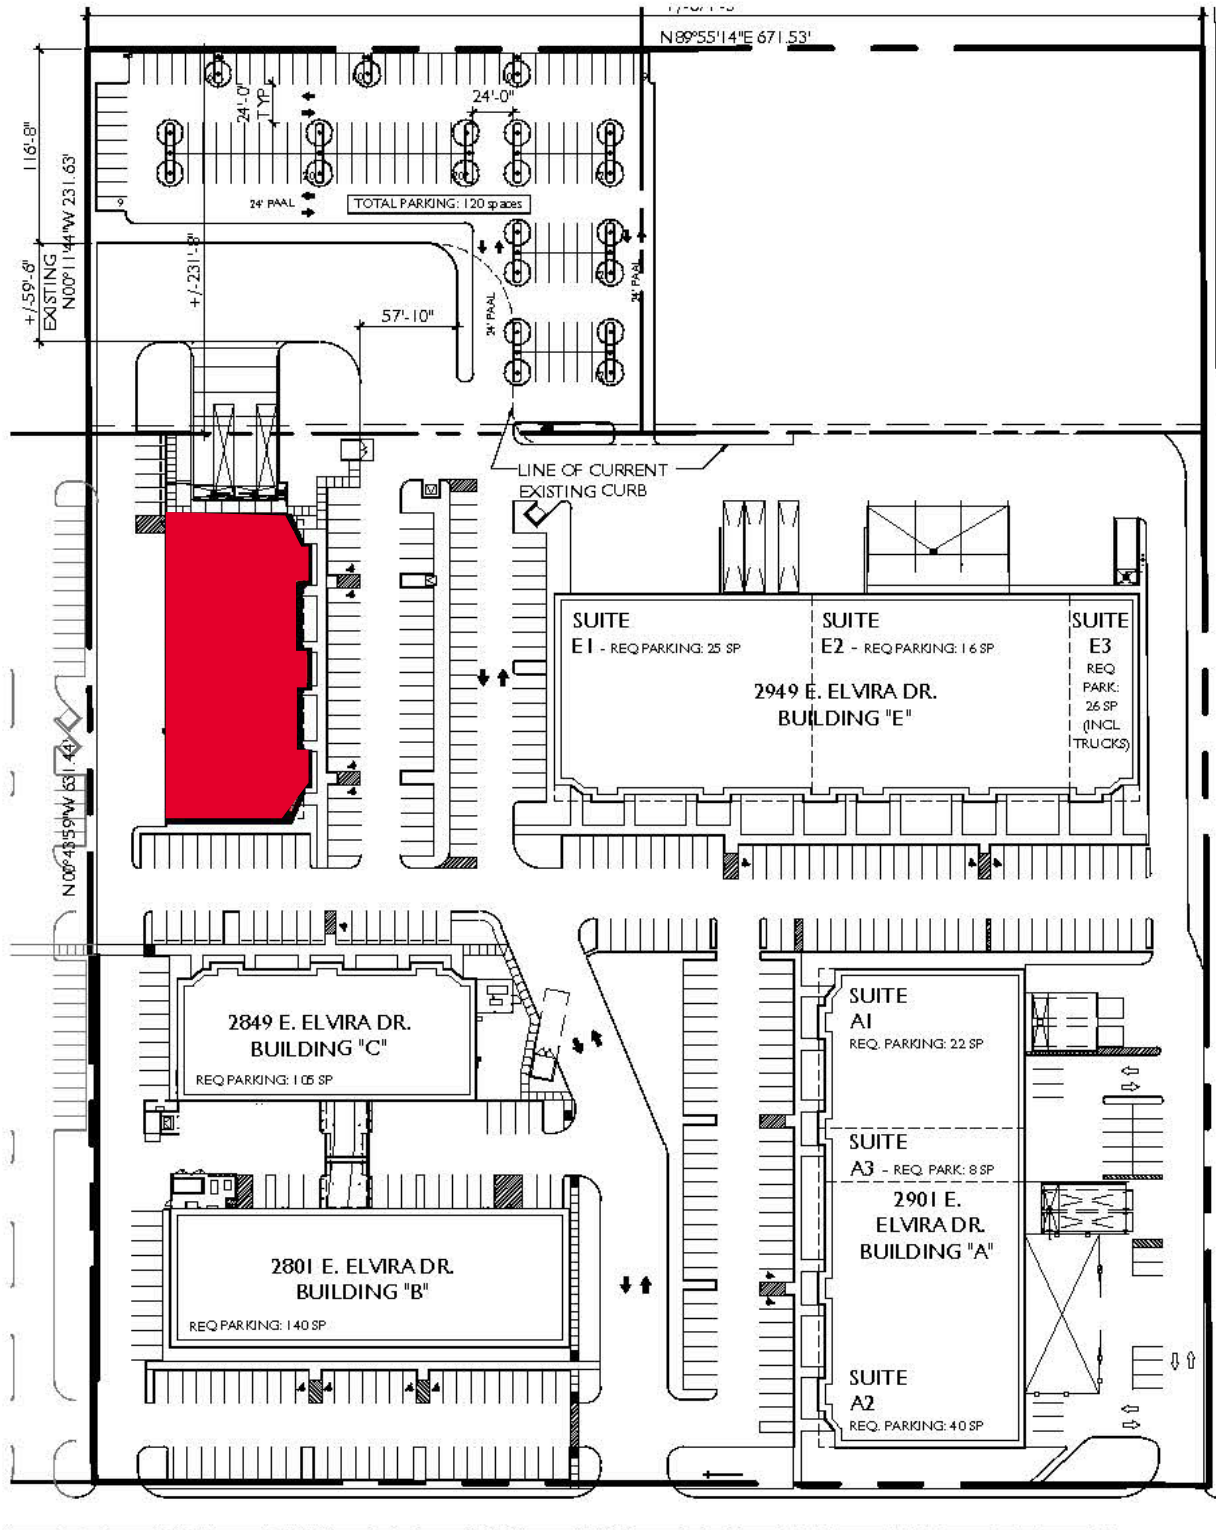 N89°55'14"E 671.53'
24'-0"
TYP
24'-0"
116'-8"
N00°11'44"W 231.63'
9
24' PAAL
TOTAL PARKING: 120 spaces
+/-59'-6"
EXISTING
+/-231'-8"
57'-10"
24' PAAL
24' PAAL
LINE OF CURRENT
EXISTING CURB
SUITE
E1 - REQ PARKING: 25 SP
SUITE
E2 - REQ PARKING: 16 SP
SUITE
E3
REQ
PARK:
26 SP
(INCL
TRUCKS)
2949 E. ELVIRA DR.
BUILDING "E"
N00°43'59"W 631.44'
2849 E. ELVIRA DR.
BUILDING "C"
REQ PARKING: 105 SP
SUITE
A1
REQ. PARKING: 22 SP
SUITE
A3 - REQ. PARK: 8 SP
2901 E.
ELVIRA DR.
BUILDING "A"
2801 E. ELVIRA DR.
BUILDING "B"
REQ PARKING: 140 SP
SUITE
A2
REQ. PARKING: 40 SP